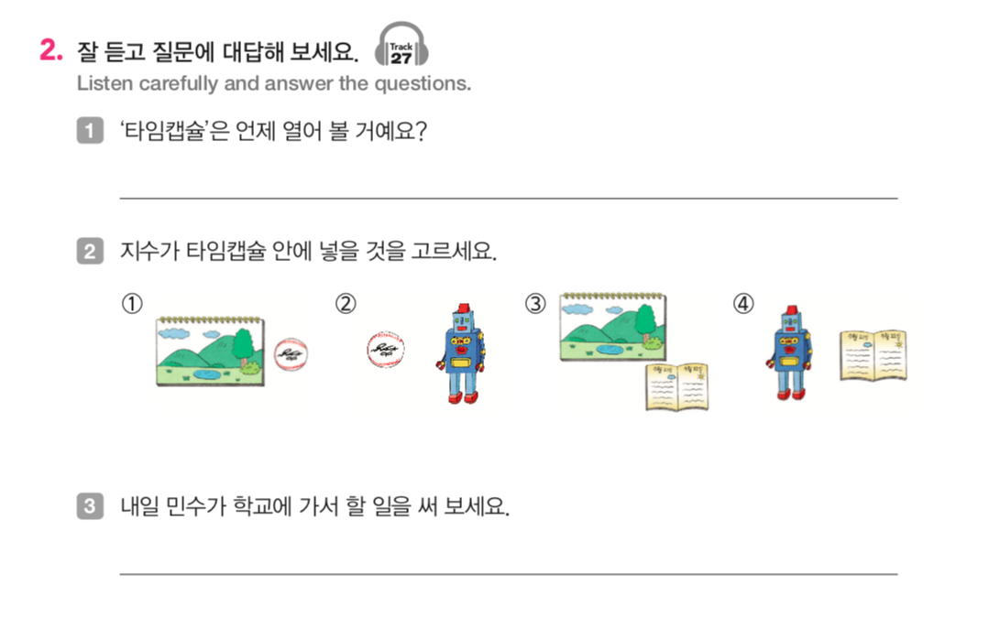 2. 잘 듣고 질문에 대답해 보세요. Track 27
Listen carefully and answer the questions.
1 ‘타임캡슐’은 언제 열어 볼 거예요?
2 지수가 타임캡슐 안에 넣을 것을 고르세요.
① ② ③ ④
3 내일 민수가 학교에 가서 할 일을 써 보세요.